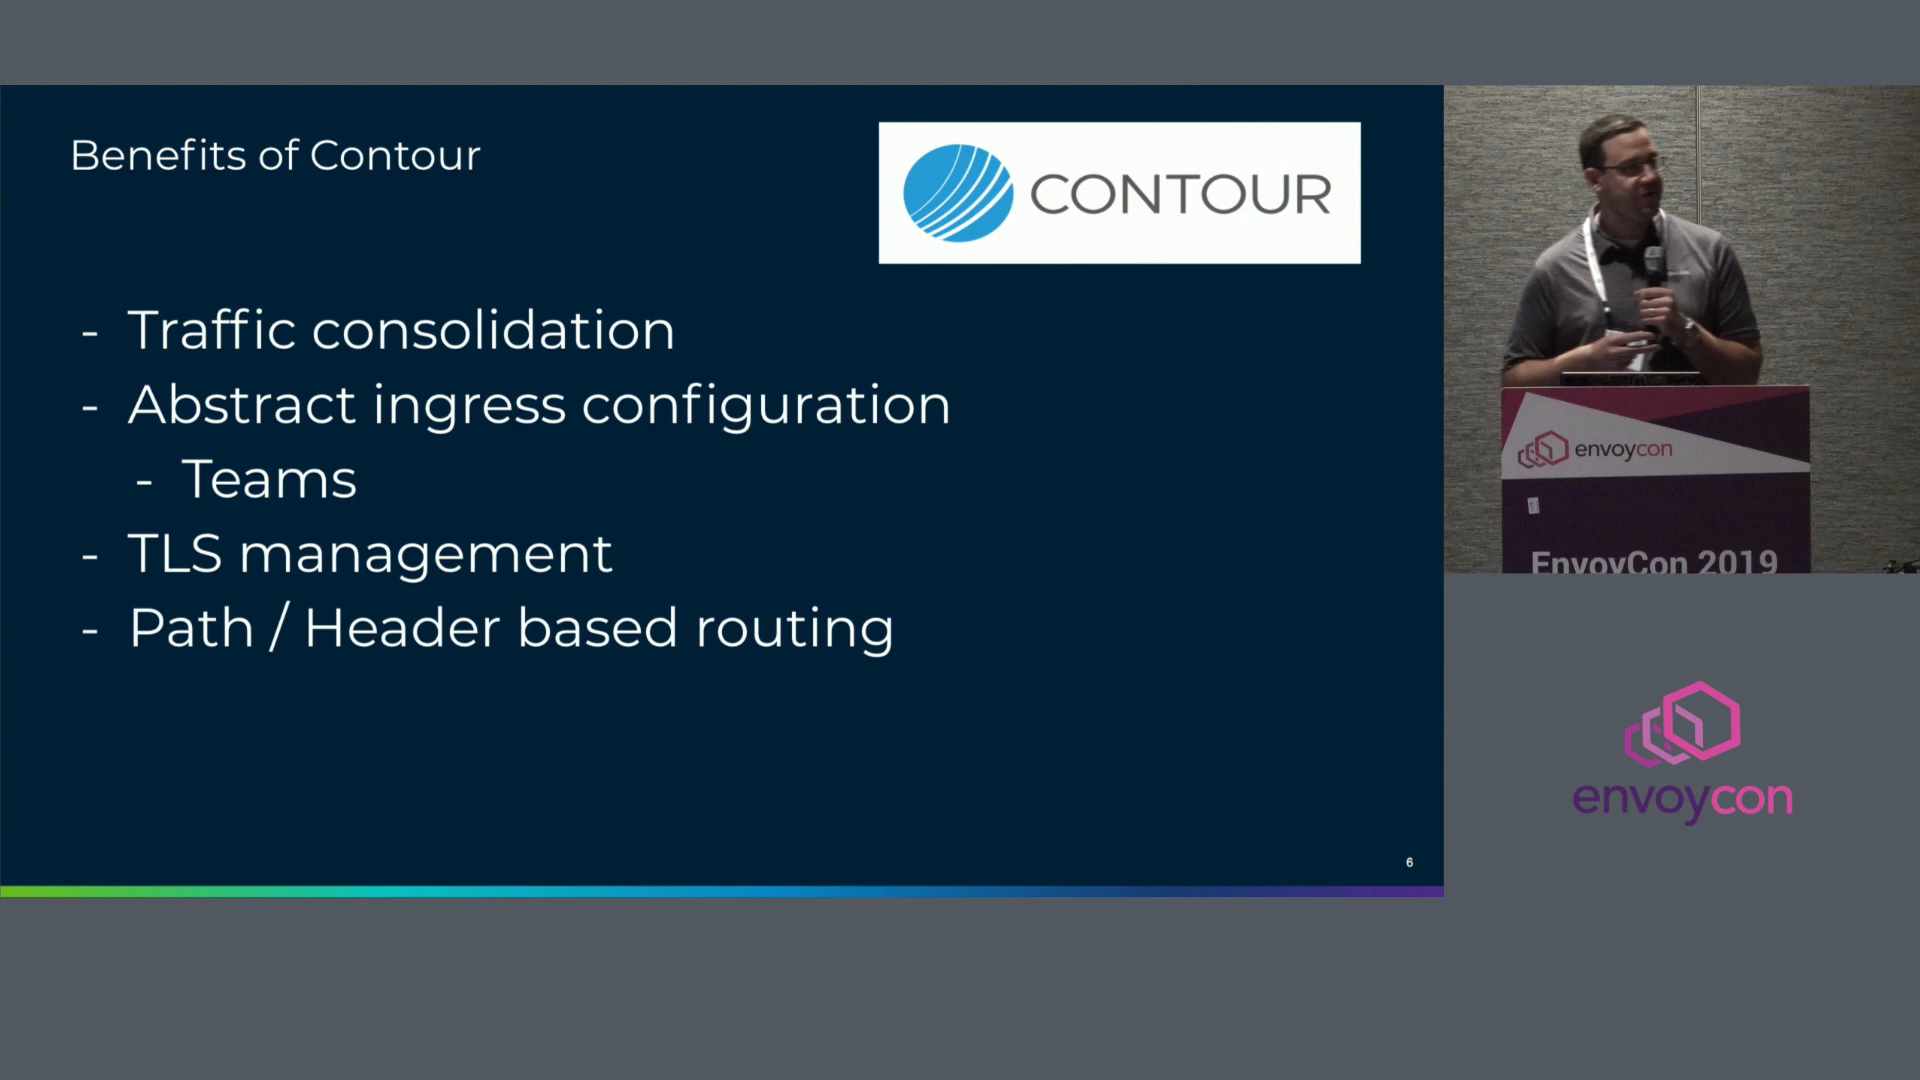 Benefits of Contour
CONTOUR
- Traffic consolidation
- Abstract ingress configuration
- Teams
- TLS management
- Path / Header based routing
6
envoycon
EnvoyCon 2019
envoycon